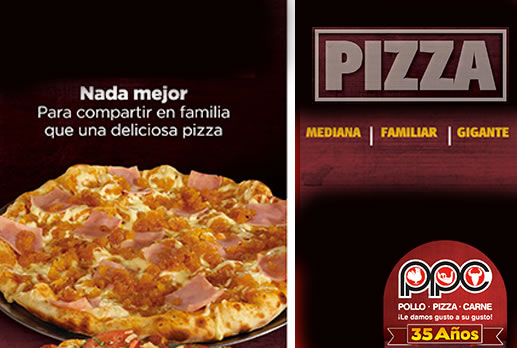 Nada mejor
Para compartir en familia
que una deliciosa pizza
PIZZA
MEDIANA | FAMILIAR | GIGANTE
ppc
POLLO · PIZZA · CARNE
¡Le damos gusto a su gusto!
35 Años